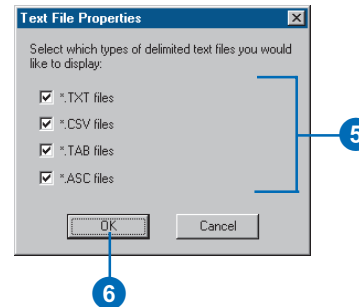 Text File Properties
Select which types of delimited text files you would
like to display:
*.TXT files
*.CSV files
*.TAB files
*.ASC files
5
OK
Cancel
6